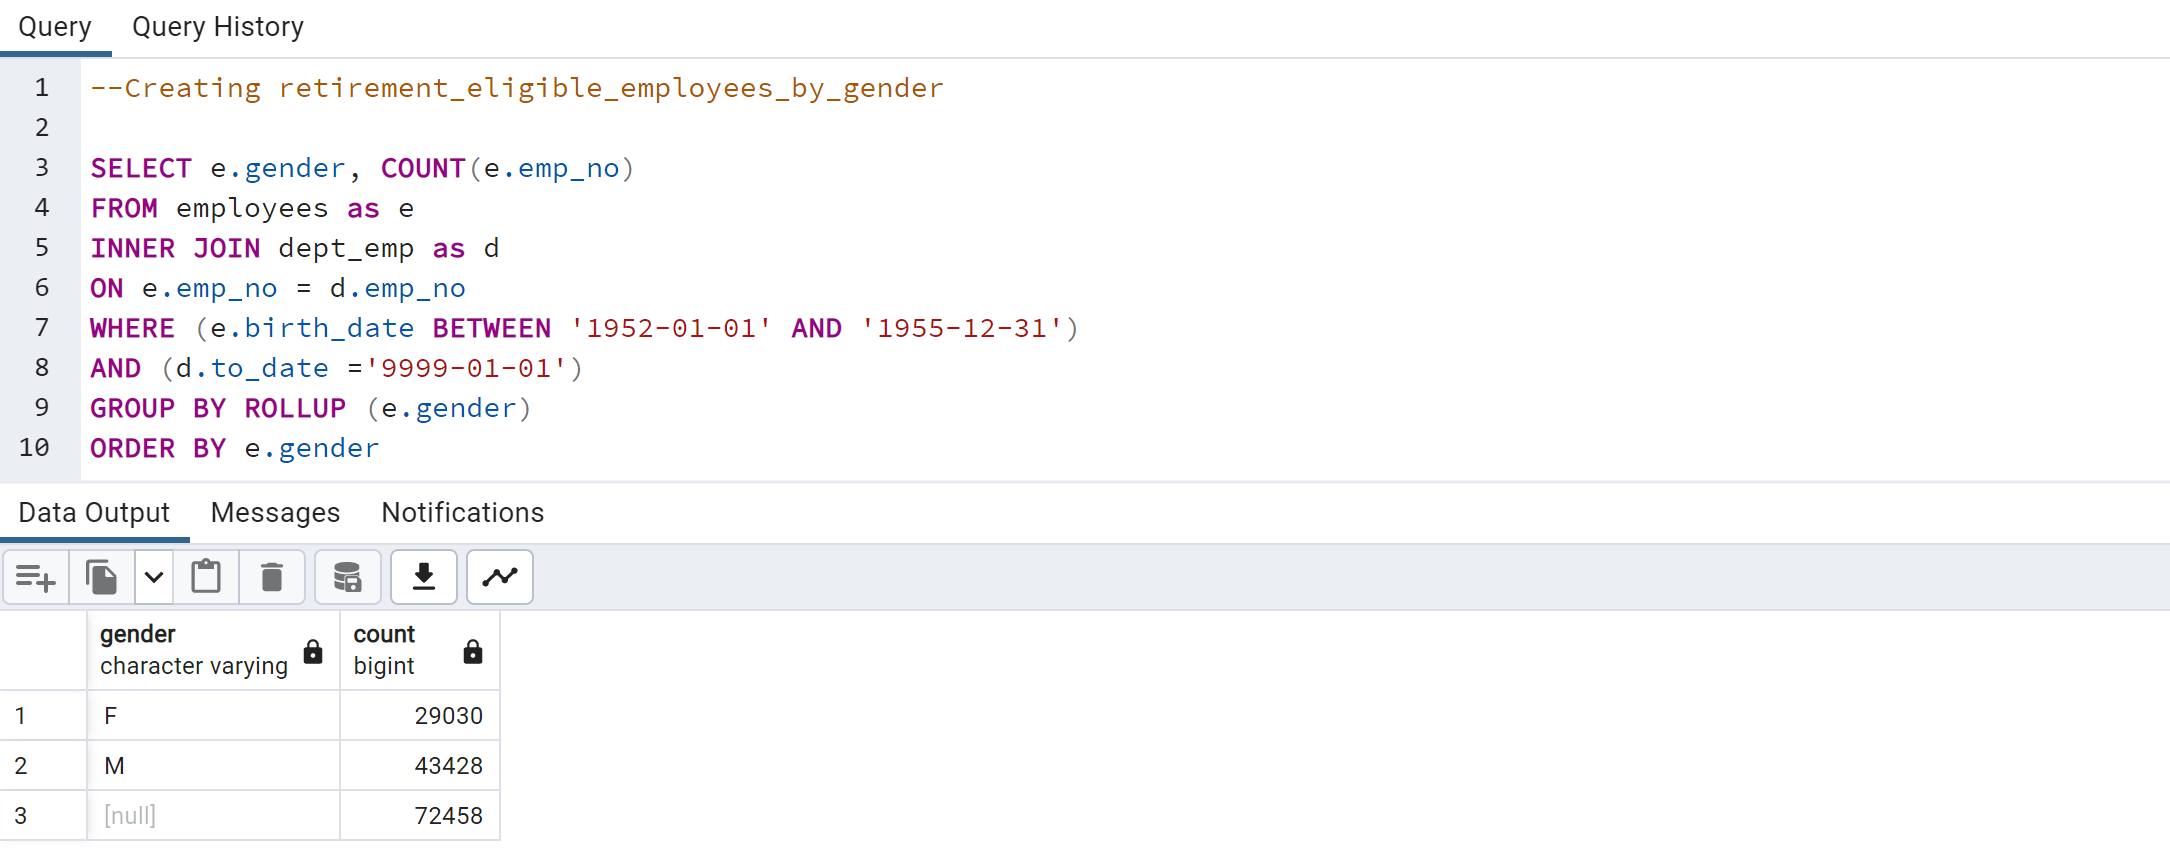 Query Query History
1 --Creating retirement_eligible_employees_by_gender
2
3 SELECT e.gender, COUNT(e.emp_no)
4 FROM employees as e
5 INNER JOIN dept_emp as d
6 ON e.emp_no = d.emp_no
7 WHERE (e.birth_date BETWEEN '1952-01-01' AND '1955-12-31')
8 AND (d.to_date ='9999-01-01')
9 GROUP BY ROLLUP (e.gender)
10 ORDER BY e.gender
Data Output Messages Notifications
gender count
character varying bigint
1 F 29030
2 M 43428
3 [null] 72458